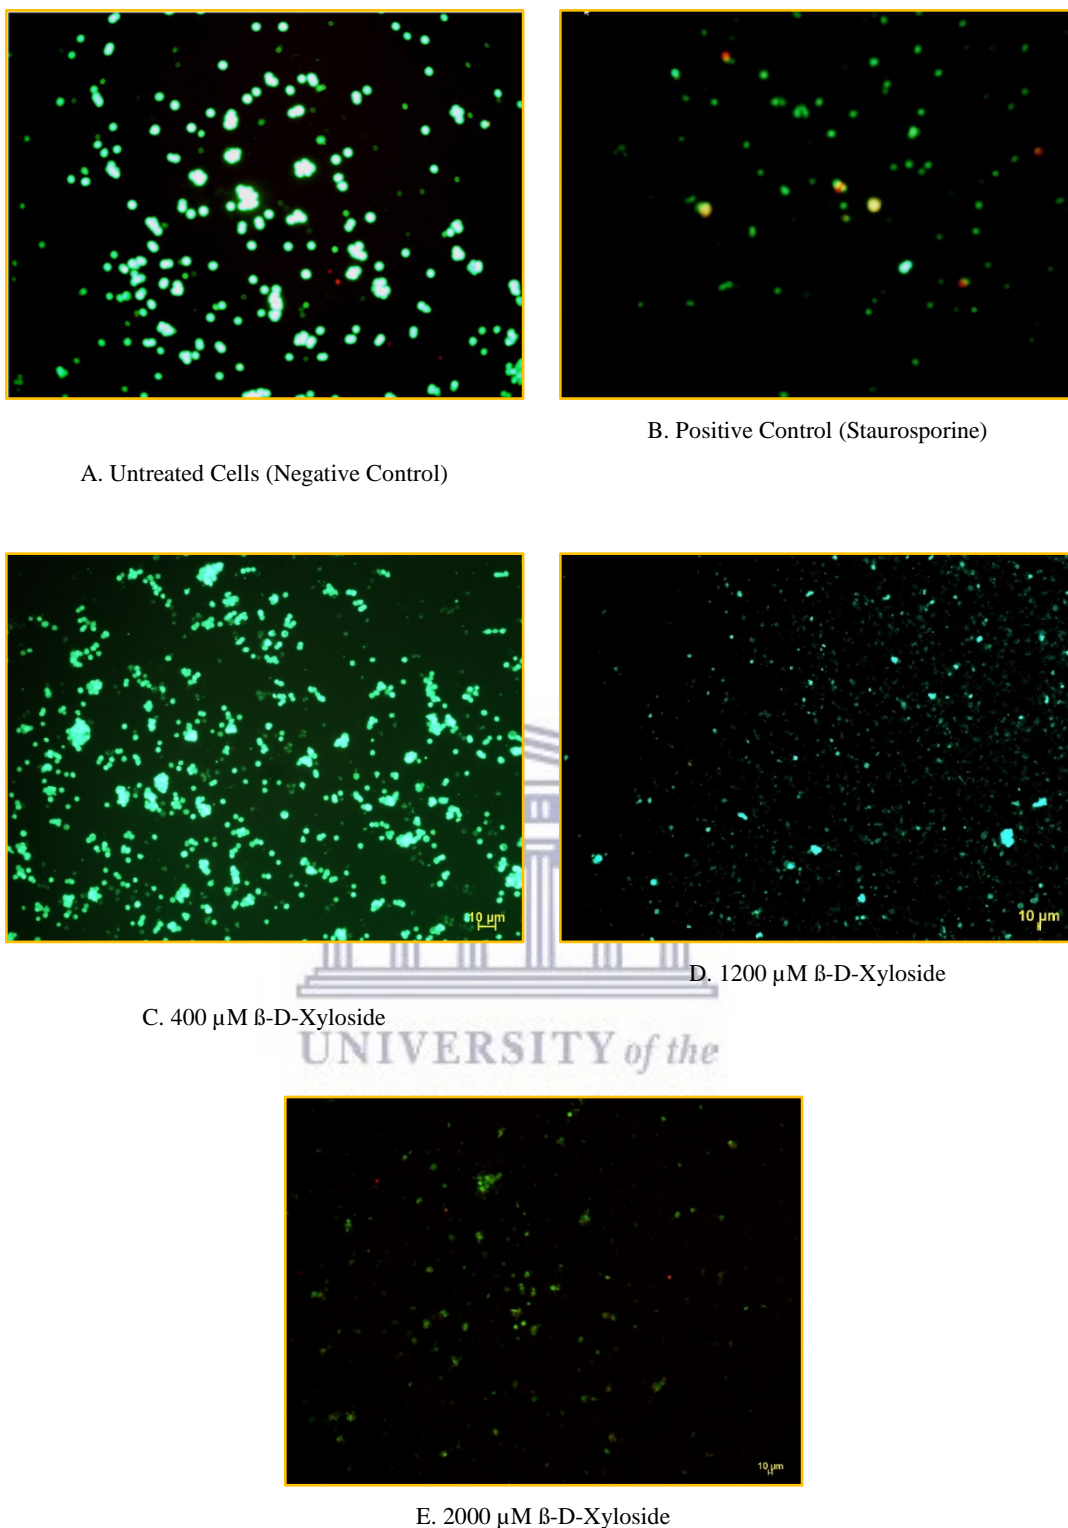 B. Positive Control (Staurosporine)
A. Untreated Cells (Negative Control)
10 µm
10 µm
D. 1200 µM ß-D-Xyloside
C. 400 µM ß-D-Xyloside
UNIVERSITY of the
10 µm
E. 2000 µM ß-D-Xyloside